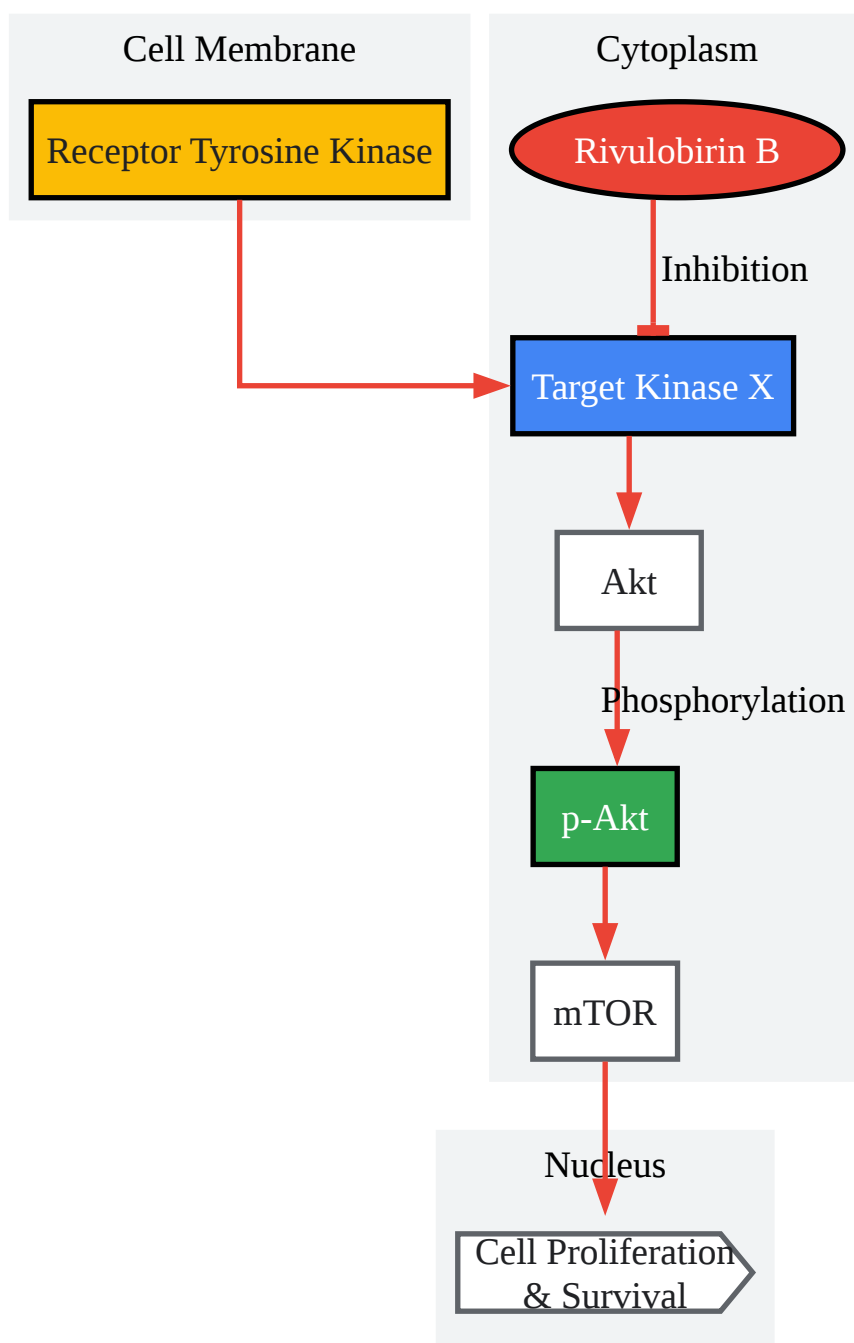 Cell Membrane
Receptor Tyrosine Kinase
Cytoplasm
Rivulobirin B
Inhibition
Target Kinase X
Akt
Phosphorylation
p-Akt
mTOR
Nucleus
Cell Proliferation
& Survival